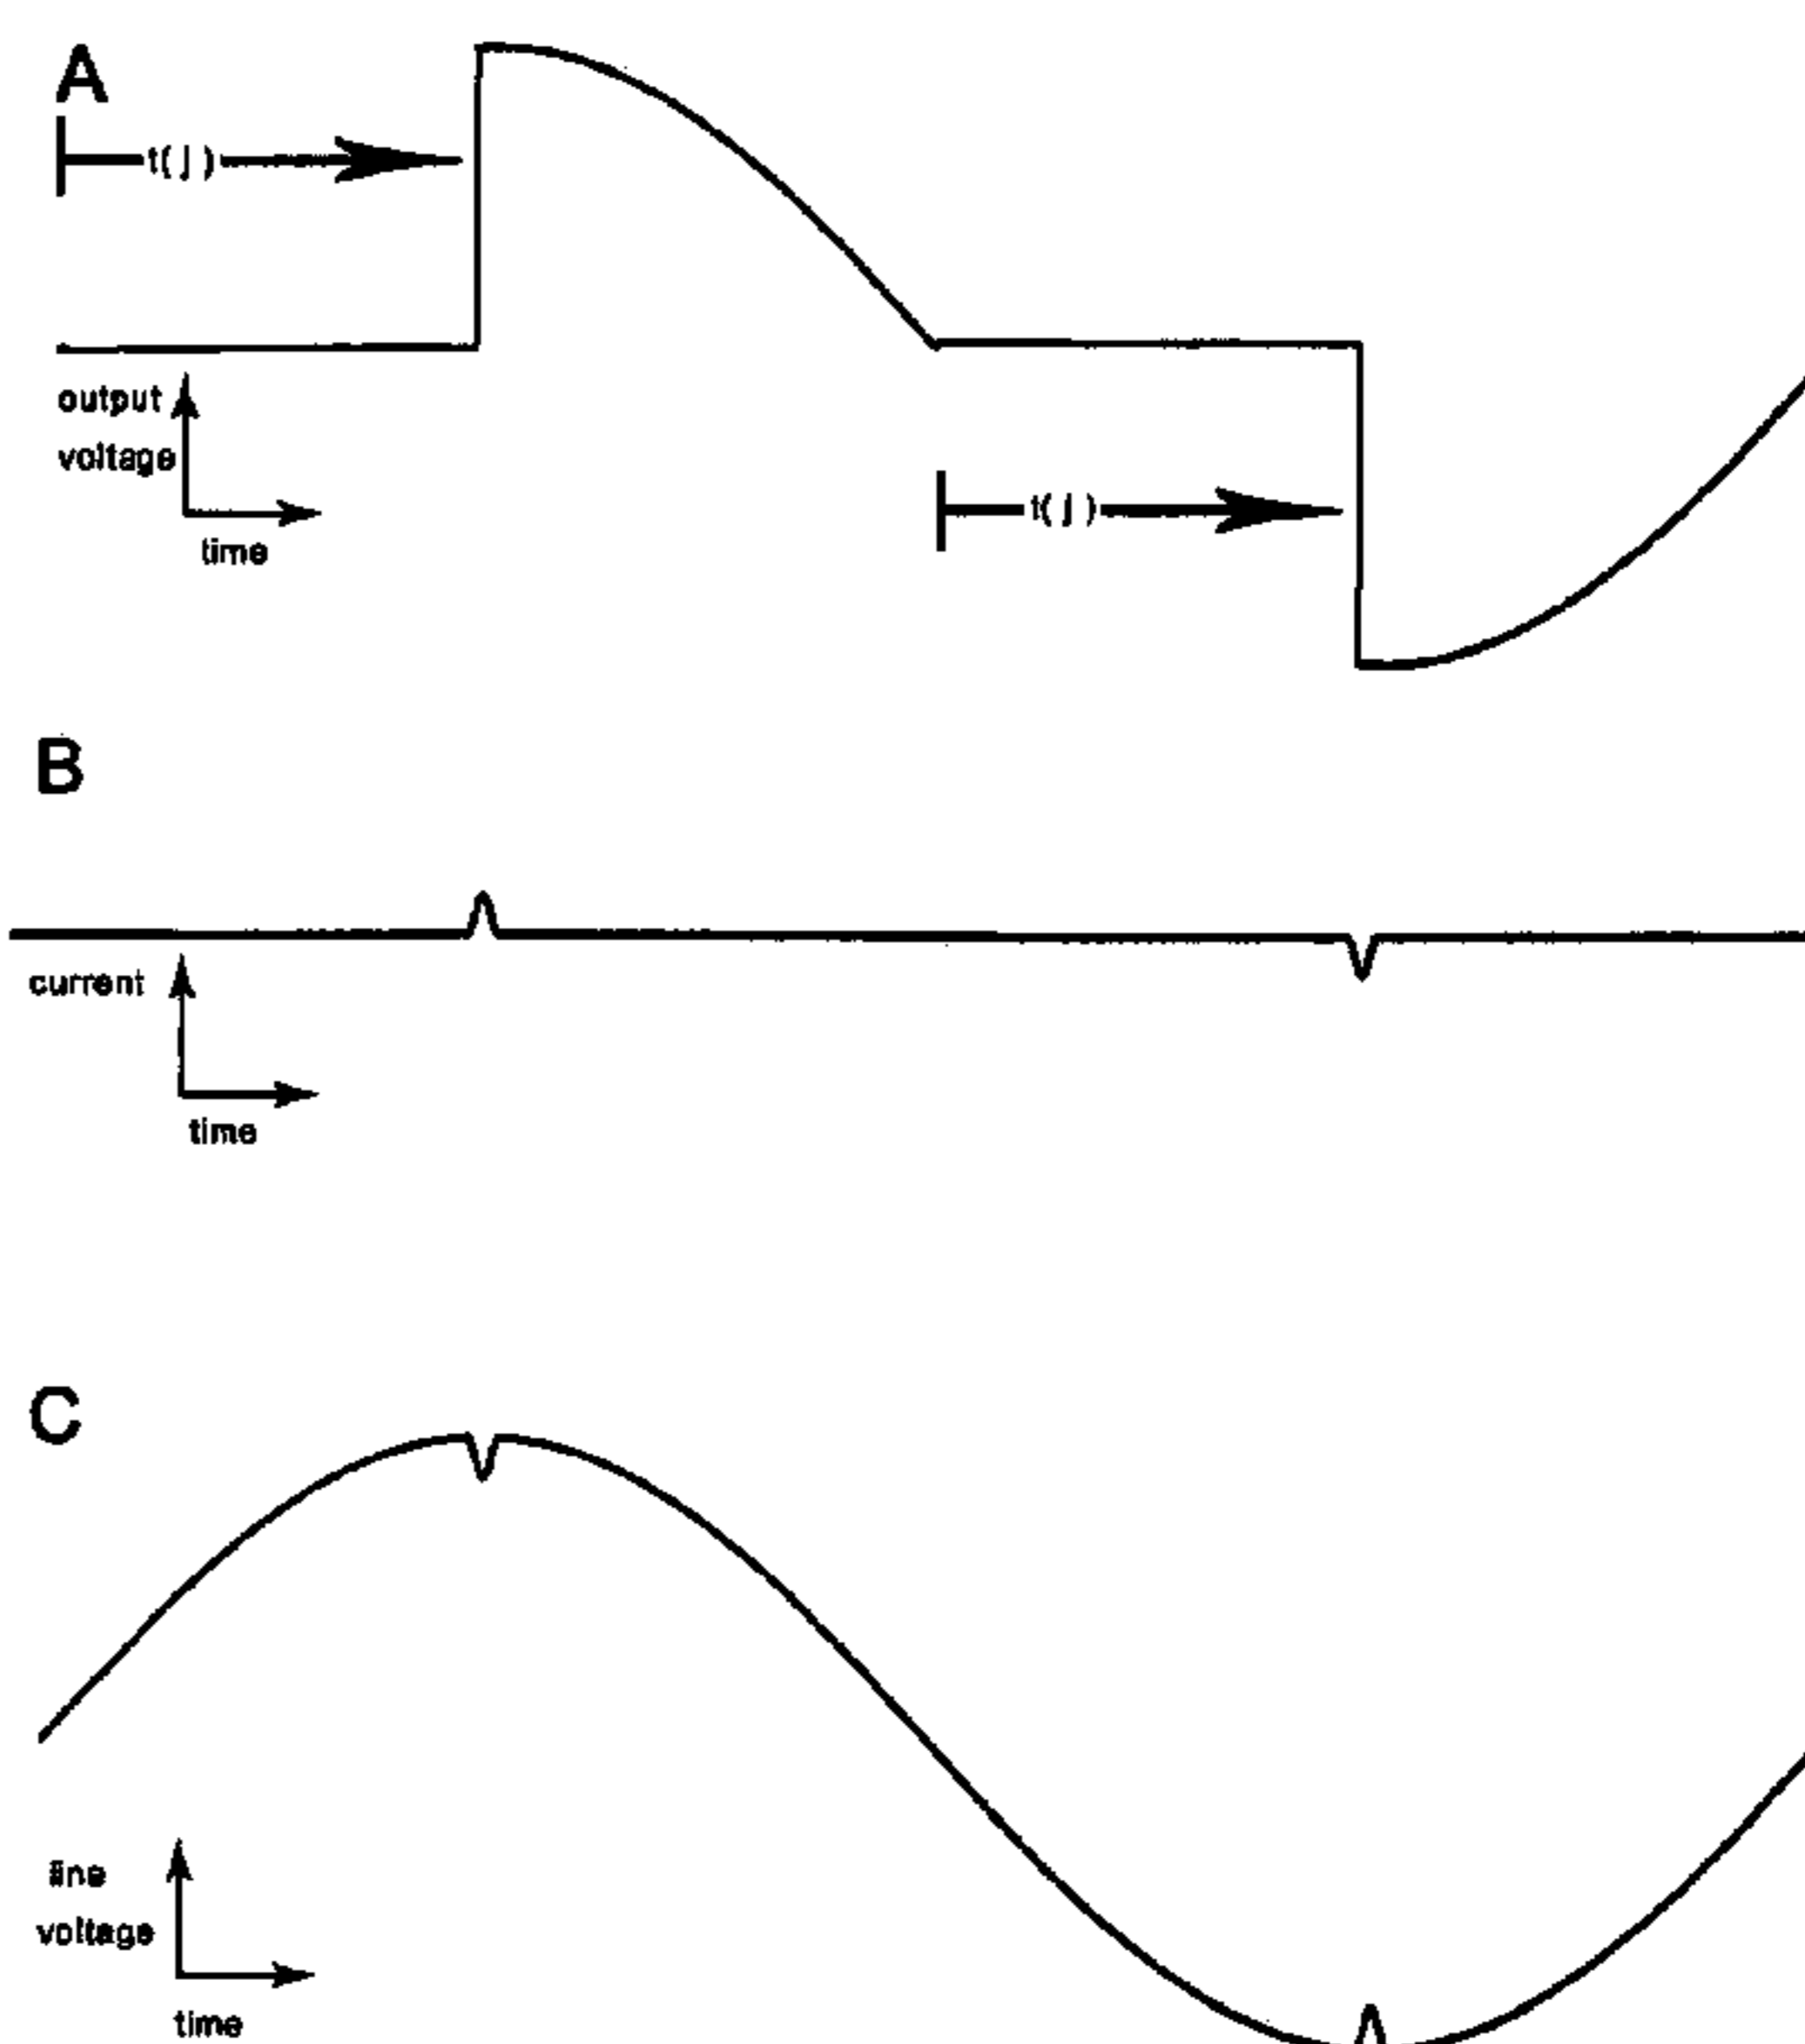 A
t( j )
output
voltage
time
t( j )
B
current
time
C
line
voltage
time